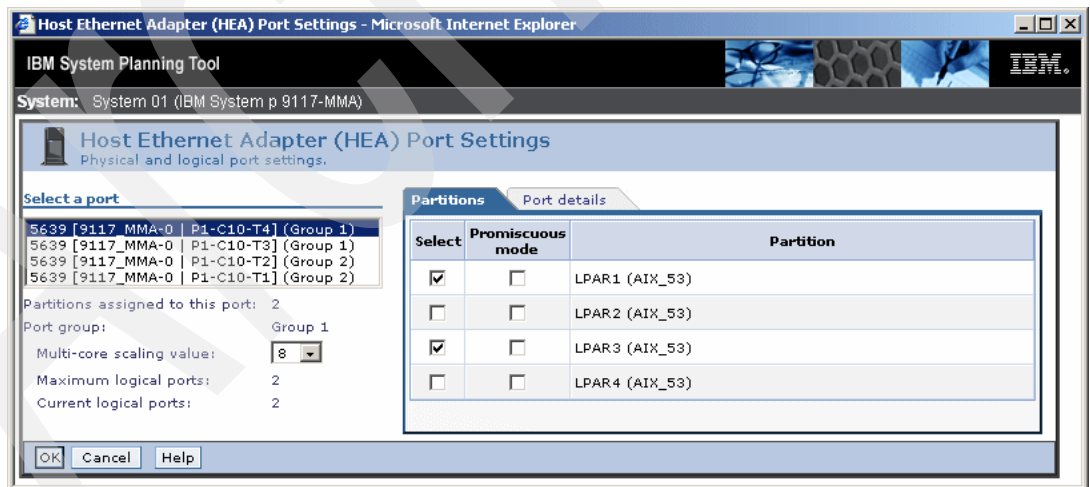 Host Ethernet Adapter (HEA) Port Settings - Microsoft Internet Explorer
IBM System Planning Tool
IBM.
System: System 01 (IBM System p 9117-MMA)
Host Ethernet Adapter (HEA) Port Settings
Physical and logical port settings.
Select a port
5639 [9117_MMA-0 | P1-C10-T4] (Group 1)
5639 [9117_MMA-0 | P1-C10-T3] (Group 1)
5639 [9117_MMA-0 | P1-C10-T2] (Group 2)
5639 [9117_MMA-0 | P1-C10-T1] (Group 2)
Partitions assigned to this port: 2
Port group: Group 1
Multi-core scaling value: 8
Maximum logical ports: 2
Current logical ports: 2
Partitions Port details
Select Promiscuous mode Partition
LPAR1 (AIX_53)
LPAR2 (AIX_53)
LPAR3 (AIX_53)
LPAR4 (AIX_53)
OK Cancel Help